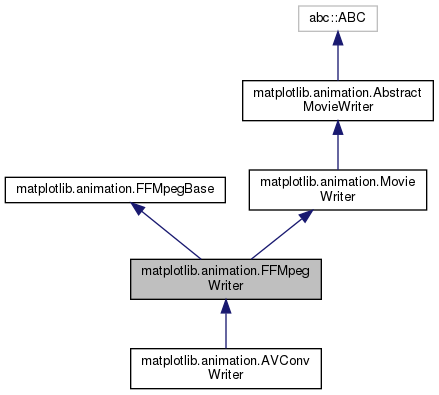 abc::ABC
matplotlib.animation.Abstract
MovieWriter
matplotlib.animation.FFMpegBase
matplotlib.animation.Movie
Writer
matplotlib.animation.FFMpeg
Writer
matplotlib.animation.AVConv
Writer